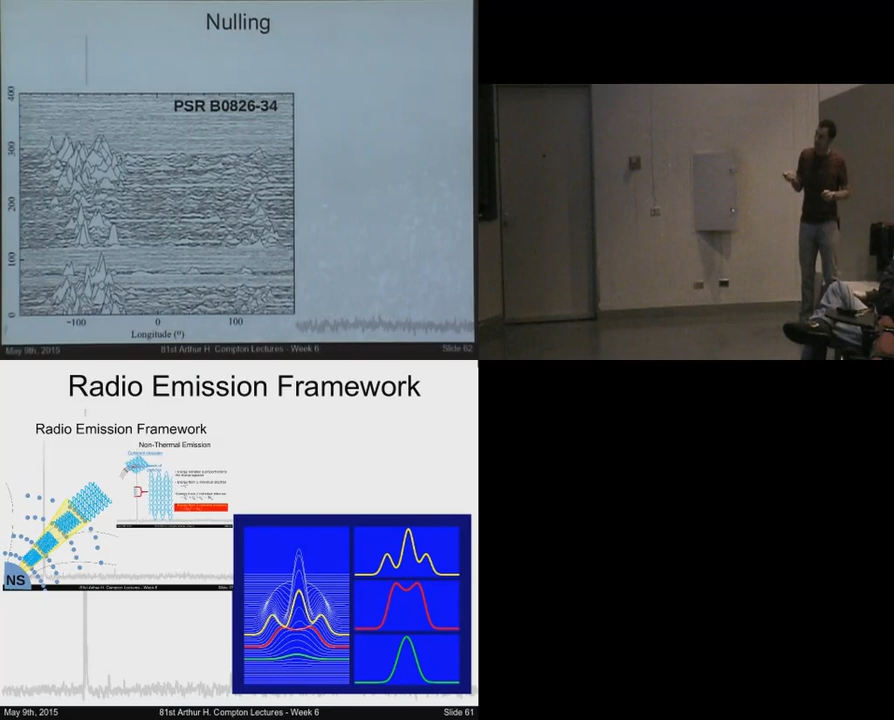 Nulling
PSR B0826-34
400
300
200
100
0
-100
0
100
Longitude (º)
May 9th, 2015
81st Arthur H. Compton Lectures - Week 6
Slide 62
Radio Emission Framework
Radio Emission Framework
Non-Thermal Emission
NS
May 9th, 2015
81st Arthur H. Compton Lectures - Week 6
Slide 61